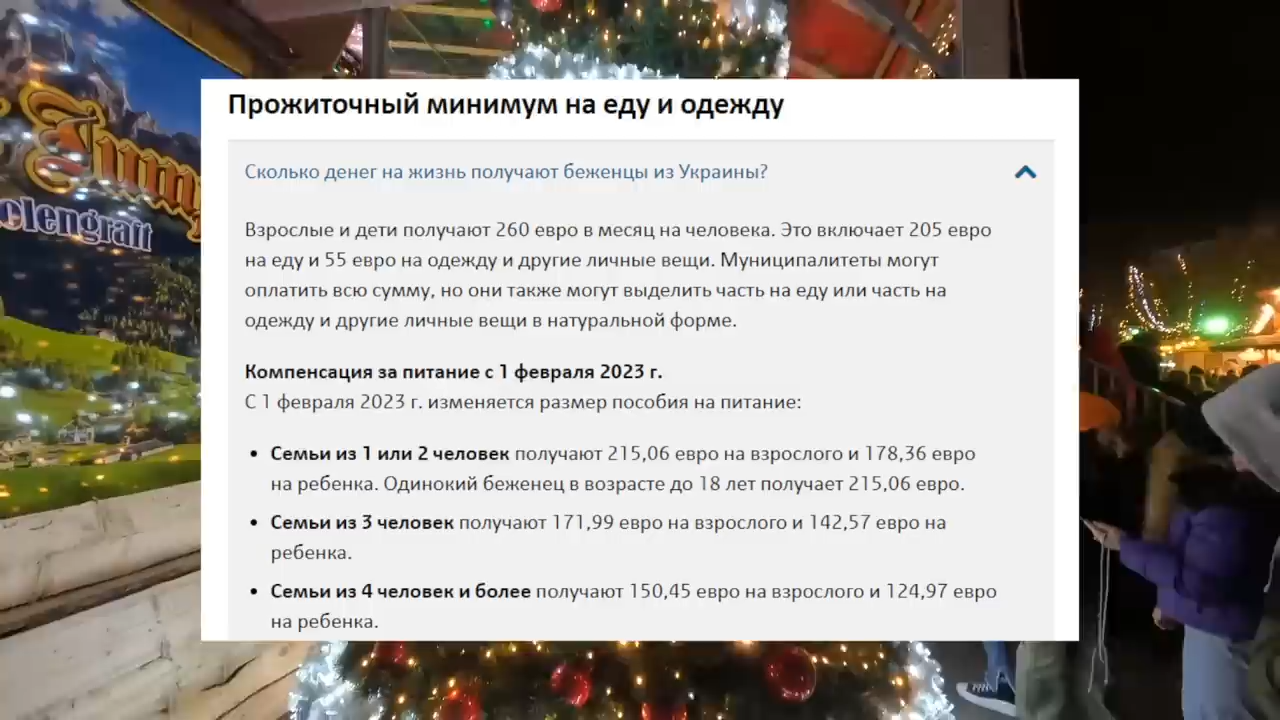 Прожиточный минимум на еду и одежду
Сколько денег на жизнь получают беженцы из Украины?
Взрослые и дети получают 260 евро в месяц на человека. Это включает 205 евро
на еду и 55 евро на одежду и другие личные вещи. Муниципалитеты могут
оплатить всю сумму, но они также могут выделить часть на еду или часть на
одежду и другие личные вещи в натуральной форме.
Компенсация за питание с 1 февраля 2023 г.
С 1 февраля 2023 г. изменяется размер пособия на питание:
• Семьи из 1 или 2 человек получают 215,06 евро на взрослого и 178,36 евро
на ребенка. Одинокий беженец в возрасте до 18 лет получает 215,06 евро.
• Семьи из 3 человек получают 171,99 евро на взрослого и 142,57 евро на
ребенка.
• Семьи из 4 человек и более получают 150,45 евро на взрослого и 124,97 евро
на ребенка.